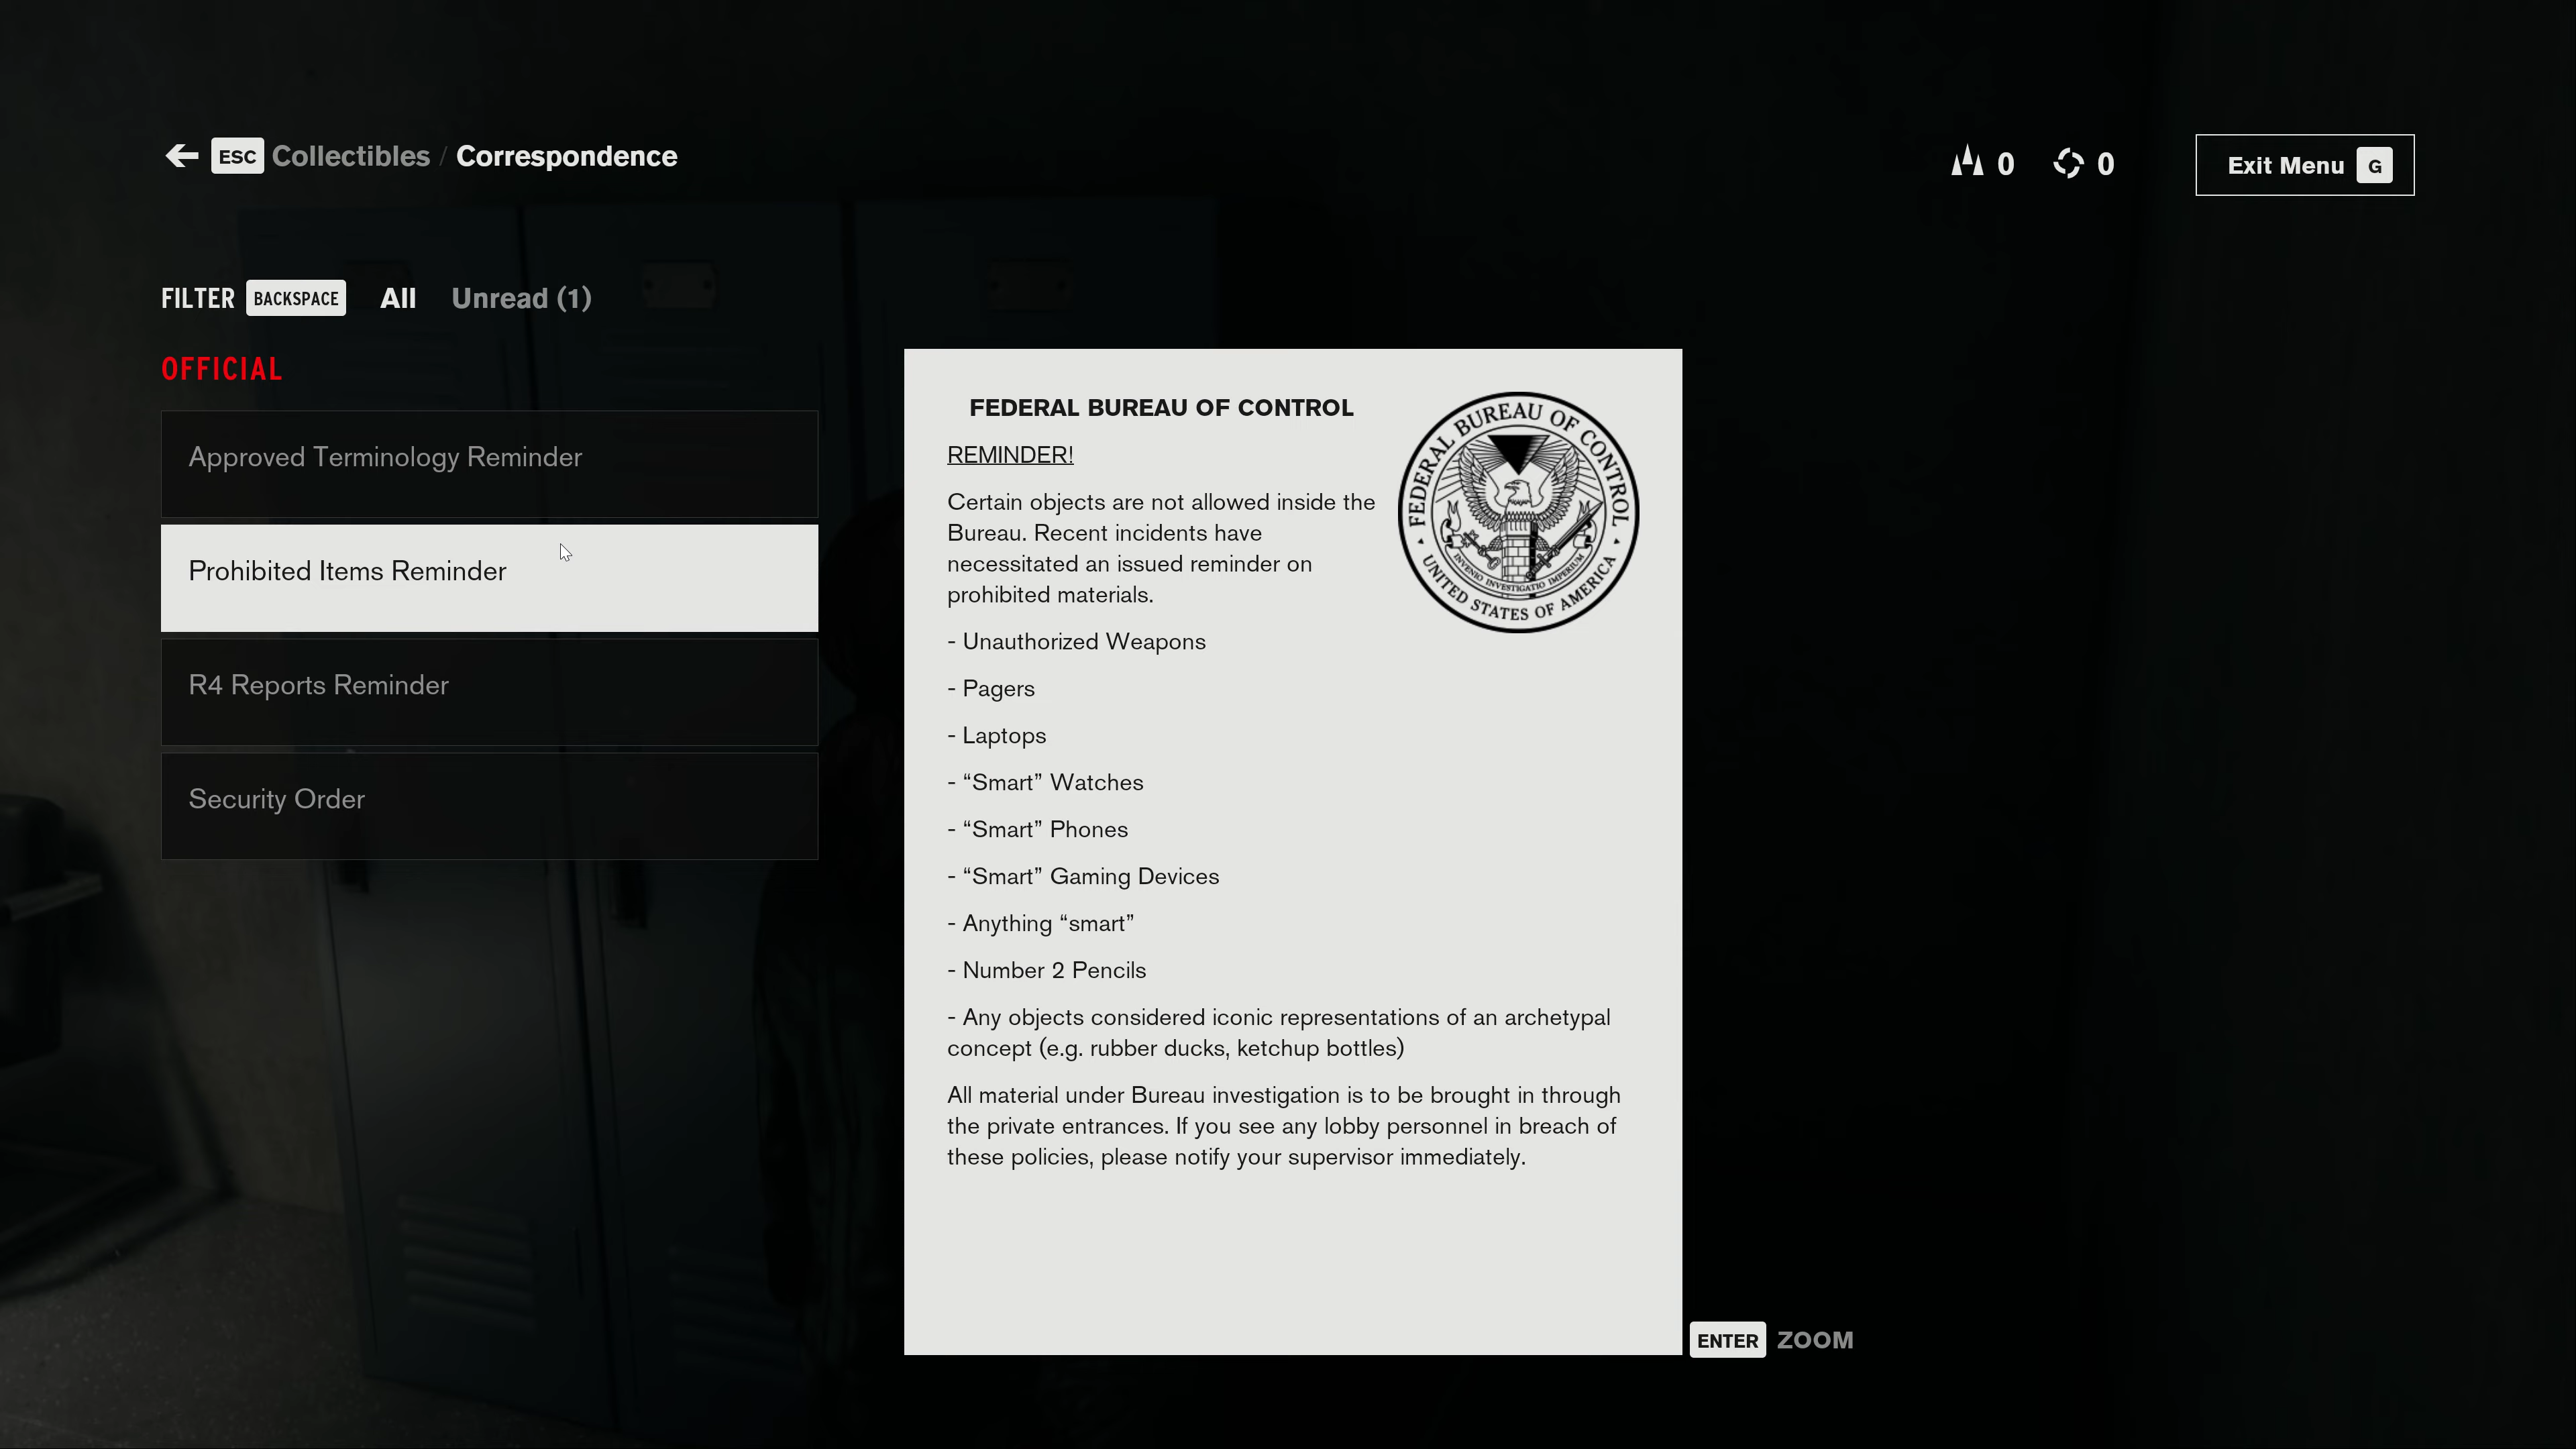 ESC Collectibles / Correspondence
0 0
Exit Menu G
FILTER BACKSPACE All Unread (1)
OFFICIAL
Approved Terminology Reminder
Prohibited Items Reminder
R4 Reports Reminder
Security Order
FEDERAL BUREAU OF CONTROL
REMINDER!
Certain objects are not allowed inside the
Bureau. Recent incidents have
necessitated an issued reminder on
prohibited materials.
- Unauthorized Weapons
- Pagers
- Laptops
- “Smart” Watches
- “Smart” Phones
- “Smart” Gaming Devices
- Anything “smart”
- Number 2 Pencils
- Any objects considered iconic representations of an archetypal
concept (e.g. rubber ducks, ketchup bottles)
All material under Bureau investigation is to be brought in through
the private entrances. If you see any lobby personnel in breach of
these policies, please notify your supervisor immediately.
FEDERAL BUREAU OF CONTROL
INVENIO INVESTIGATIO IMPERIUM
UNITED STATES OF AMERICA
ENTER ZOOM